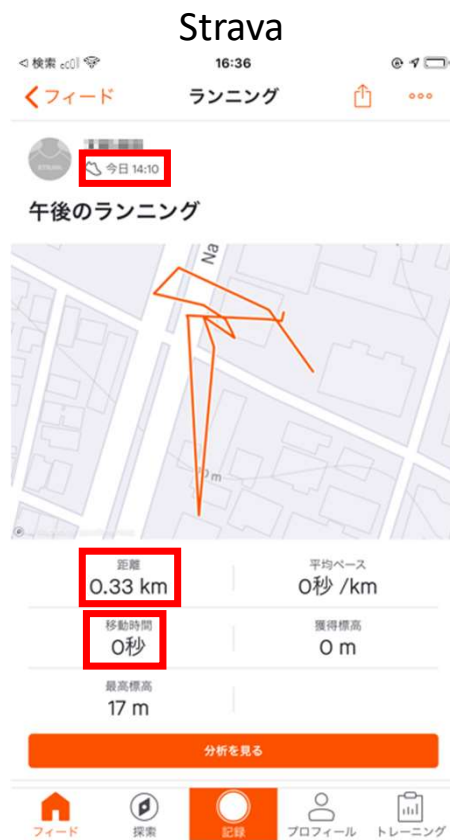 Strava
検索
16:36
フィード
ランニング
今日 14:10
午後のランニング
Na
m
距離
0.33 km
平均ペース
0秒 /km
移動時間
0秒
獲得標高
0 m
最高標高
17 m
分析を見る
フィード
探索
記録
プロフィール
トレーニング